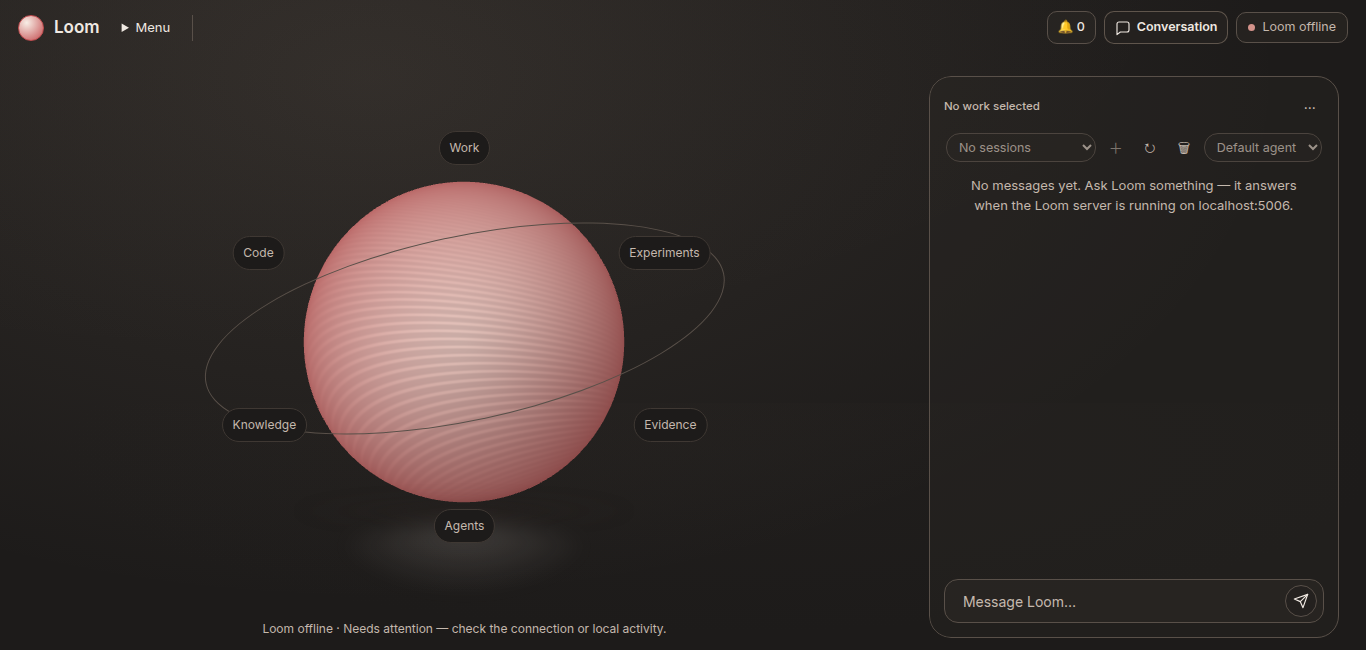 Loom
Menu
0
Conversation
Loom offline
No work selected
...
No sessions
Default agent
No messages yet. Ask Loom something — it answers
when the Loom server is running on localhost:5006.
Work
Code
Experiments
Knowledge
Evidence
Agents
Message Loom...
Loom offline · Needs attention — check the connection or local activity.